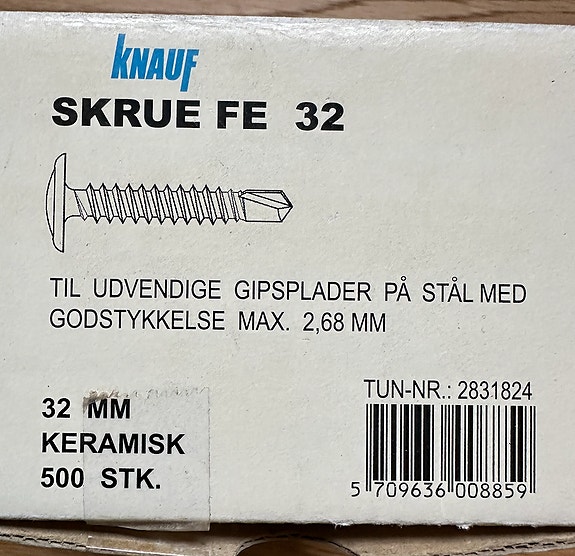 KNAUF
SKRUE FE 32
TIL UDVENDIGE GIPSPLADER PÅ STÅL MED
GODSTYKKELSE MAX. 2,68 MM
32 MM
KERAMISK
500 STK.
TUN-NR.: 2831824
5 709636 008859